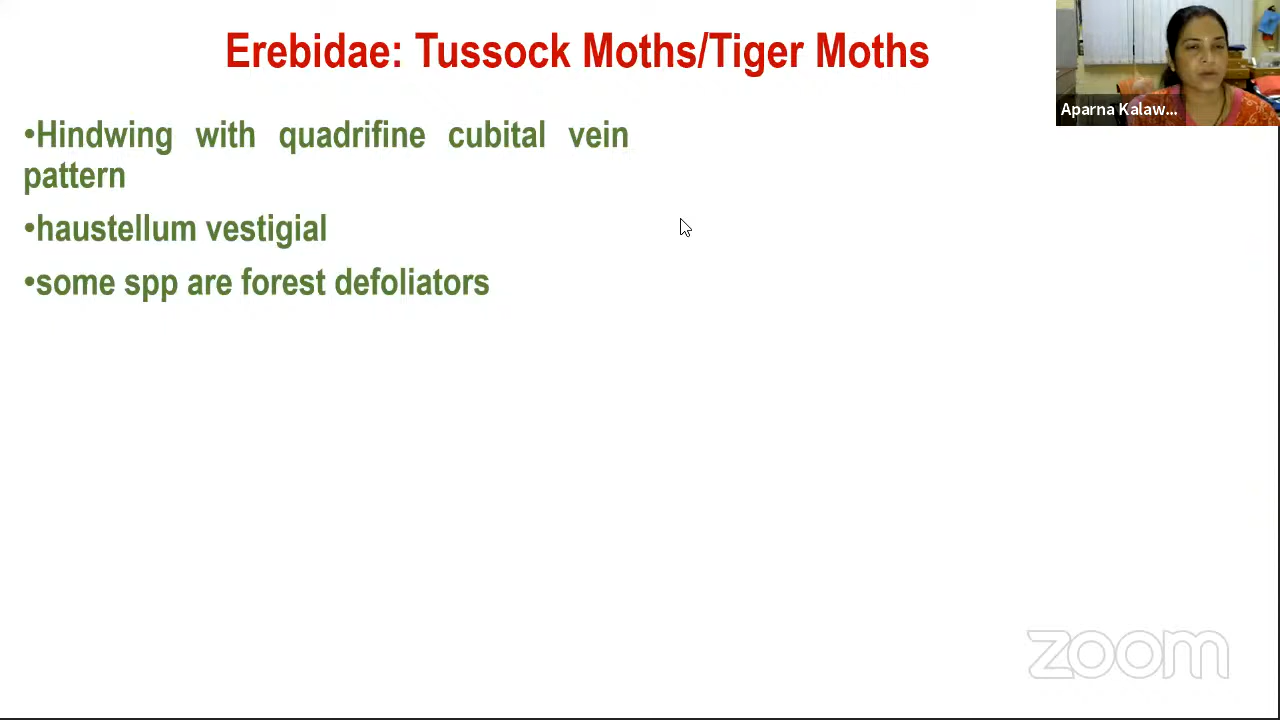 Erebidae: Tussock Moths/Tiger Moths
Aparna Kalaw...
•Hindwing with quadrifine cubital vein
pattern
•haustellum vestigial
•some spp are forest defoliators
zoom